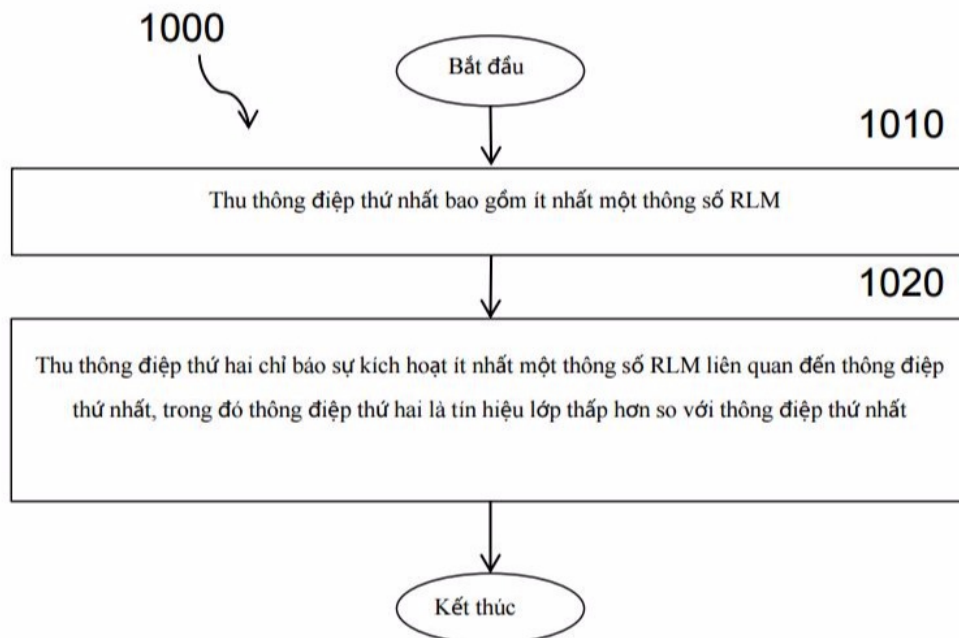 1000
Bắt đầu
1010
Thu thông điệp thứ nhất bao gồm ít nhất một thông số RLM
1020
Thu thông điệp thứ hai chỉ báo sự kích hoạt ít nhất một thông số RLM liên quan đến thông điệp
thứ nhất, trong đó thông điệp thứ hai là tín hiệu lớp thấp hơn so với thông điệp thứ nhất
Kết thúc